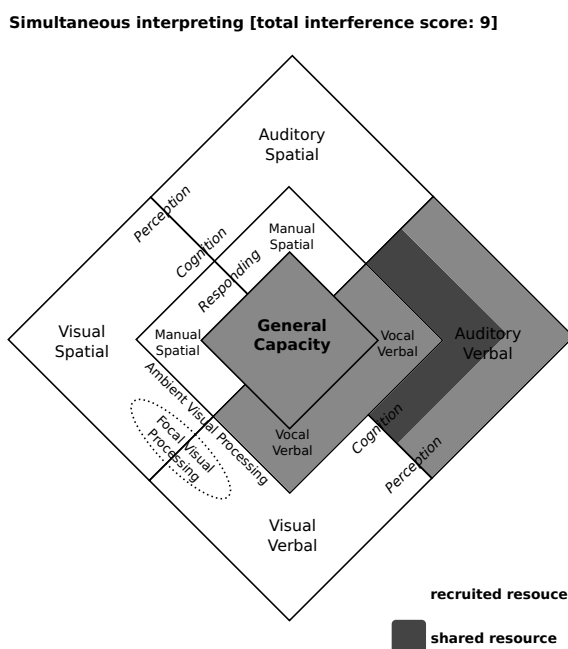 Simultaneous interpreting [total interference score: 9]
Auditory
Spatial
Perception
Cognition
Responding
Manual
Spatial
General
Capacity
Visual
Spatial
Manual
Spatial
Vocal
Verbal
Auditory
Verbal
Ambient Visual Processing
Focal Visual
Processing
Vocal
Verbal
Cognition
Perception
Visual
Verbal
recruited resouce
shared resource